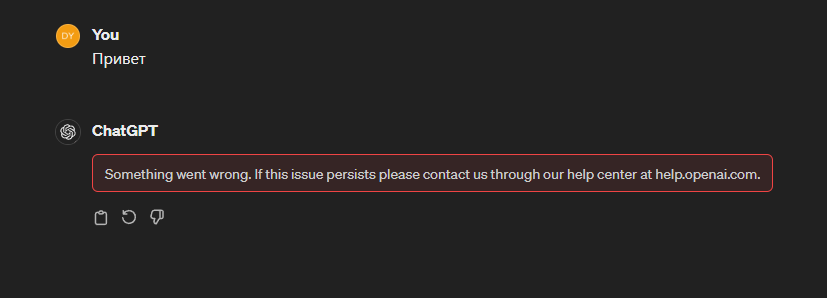 DY
You
Привет
ChatGPT
Something went wrong. If this issue persists please contact us through our help center at help.openai.com.